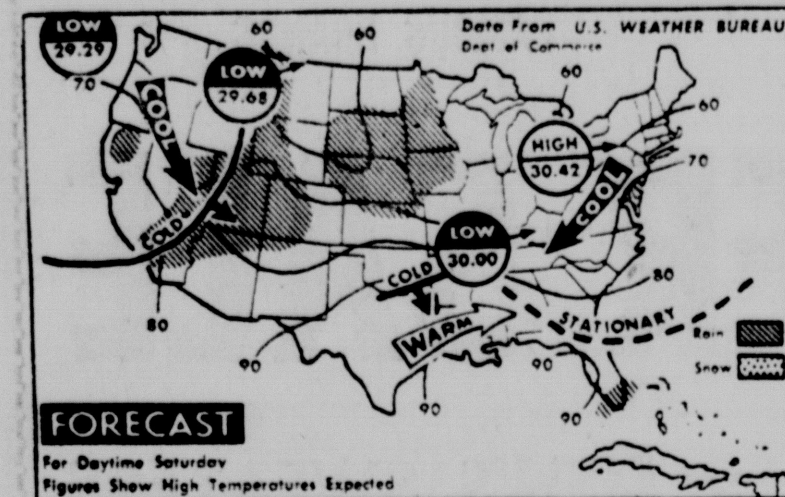 Data From U.S. WEATHER BUREAU
Dept of Commerce
LOW
29.29
60
60
LOW
29.68
70
COOL
60
60
HIGH
30.42
70
COOL
COLD
LOW
30.00
COLD
80
80
STATIONARY
WARM
90
90
90
90
Rain
Snow
FORECAST
For Daytime Saturday
Figures Show High Temperatures Expected